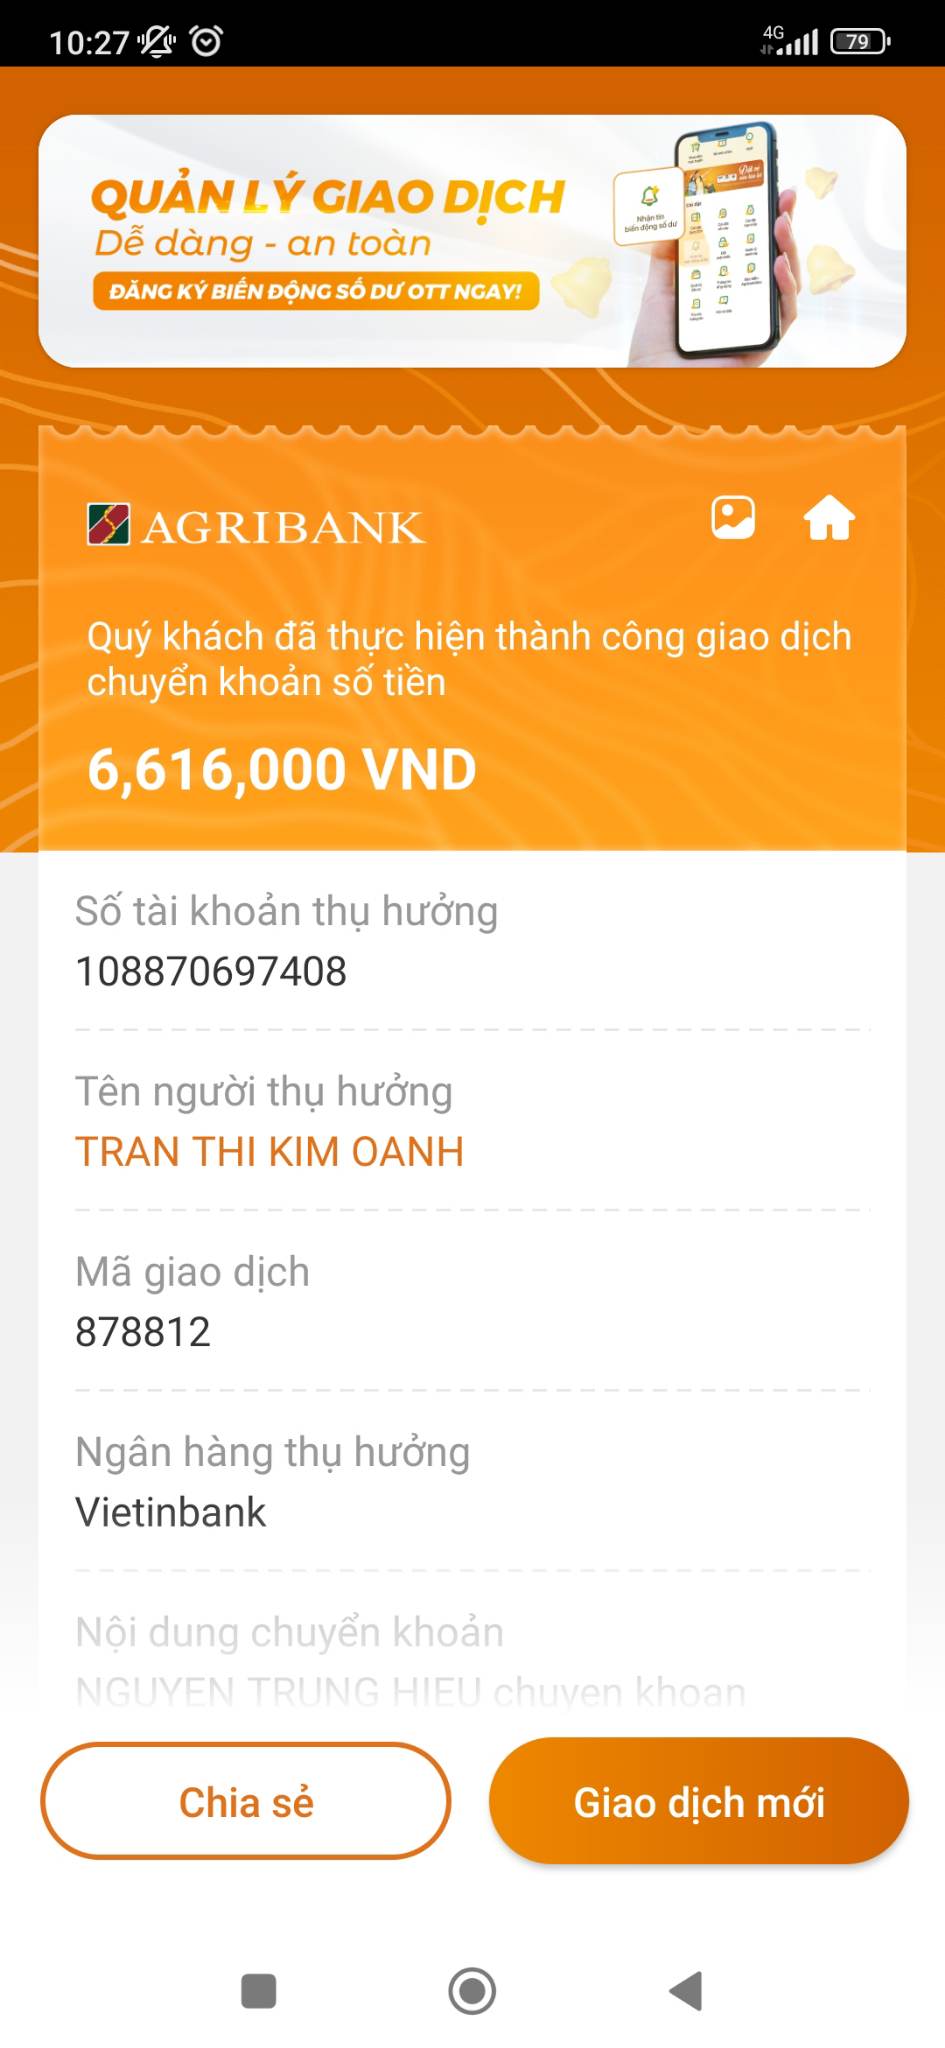 10:27
4G
79
QUẢN LÝ GIAO DỊCH
Dễ dàng - an toàn
ĐĂNG KÝ BIẾN ĐỘNG SỐ DƯ OTT NGAY!
Nhận tin
biến động số dư
AGRIBANK
Quý khách đã thực hiện thành công giao dịch
chuyển khoản số tiền
6,616,000 VND
Số tài khoản thụ hưởng
108870697408
Tên người thụ hưởng
TRAN THI KIM OANH
Mã giao dịch
878812
Ngân hàng thụ hưởng
Vietinbank
Nội dung chuyển khoản
NGUYEN TRUNG HIEU chuyen khoan
Chia sẻ
Giao dịch mới